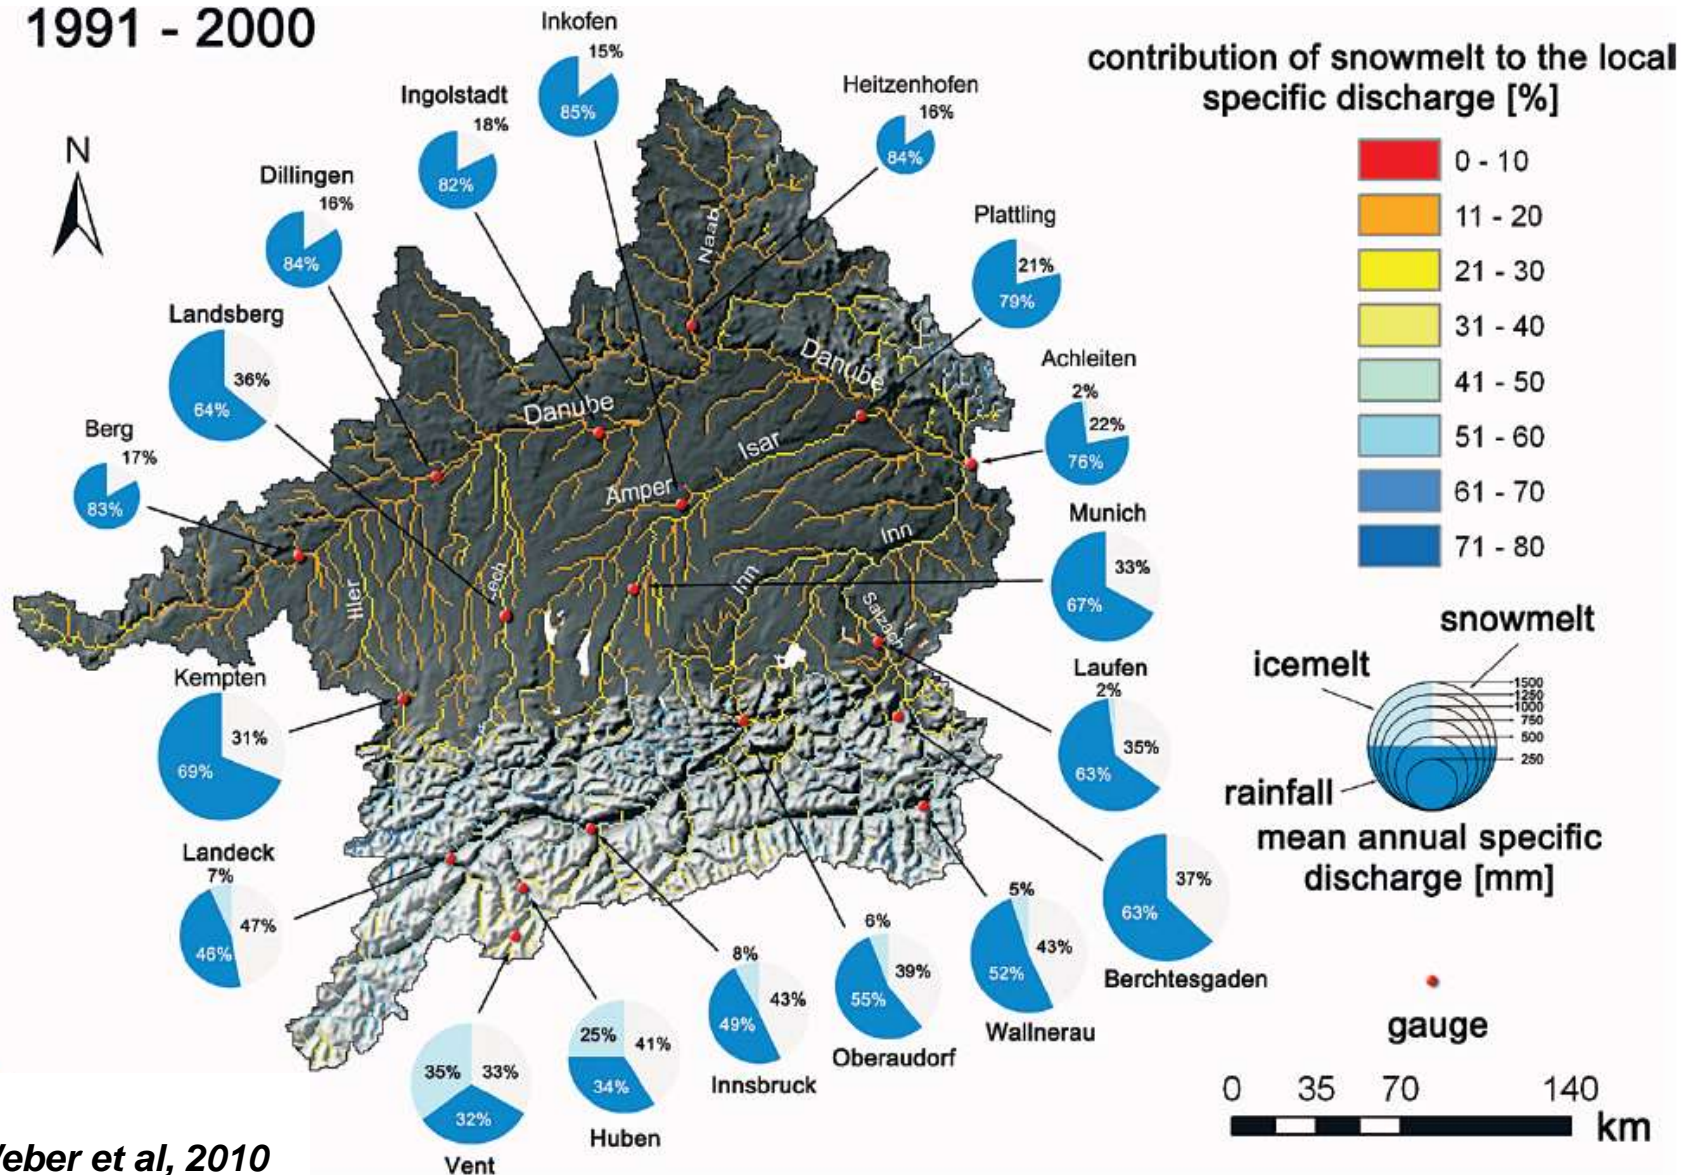 1991 - 2000
N
Inkofen
15%
85%
Ingolstadt
18%
82%
Heitzenhofen
16%
84%
Dillingen
16%
84%
Plattling
21%
79%
Landsberg
36%
64%
Achleiten
2%
22%
76%
Berg
17%
83%
Munich
33%
67%
Kempten
31%
69%
Laufen
2%
35%
63%
Landeck
7%
47%
46%
Berchtesgaden
37%
63%
Vent
35%
33%
32%
Huben
25%
41%
34%
Innsbruck
8%
43%
49%
Oberaudorf
6%
39%
55%
Wallnerau
5%
43%
52%
Naab
Danube
Danube
Isar
Amper
Inn
Inn
Iller
Lech
Salzach
contribution of snowmelt to the local
specific discharge [%]
0 - 10
11 - 20
21 - 30
31 - 40
41 - 50
51 - 60
61 - 70
71 - 80
snowmelt
icemelt
1500
1250
1000
750
500
250
rainfall
mean annual specific
discharge [mm]
gauge
0 35 70 140
km
eber et al, 2010